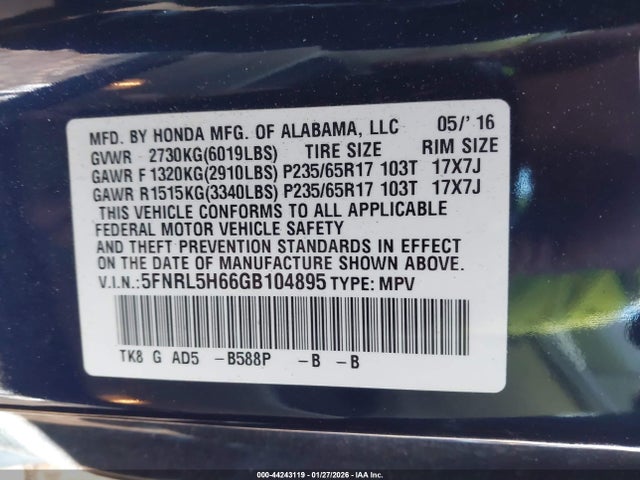 MFD. BY HONDA MFG. OF ALABAMA, LLC 05/' 16
GVWR 2730KG(6019LBS) TIRE SIZE RIM SIZE
GAWR F 1320KG(2910LBS) P235/65R17 103T 17X7J
GAWR R1515KG(3340LBS) P235/65R17 103T 17X7J
THIS VEHICLE CONFORMS TO ALL APPLICABLE
FEDERAL MOTOR VEHICLE SAFETY
AND THEFT PREVENTION STANDARDS IN EFFECT
ON THE DATE OF MANUFACTURE SHOWN ABOVE.
V.I.N.: 5FNRL5H66GB104895 TYPE: MPV
TK8 G AD5 -B588P -B -B
000-44243119 | 01/27/2026 - IAA Inc.